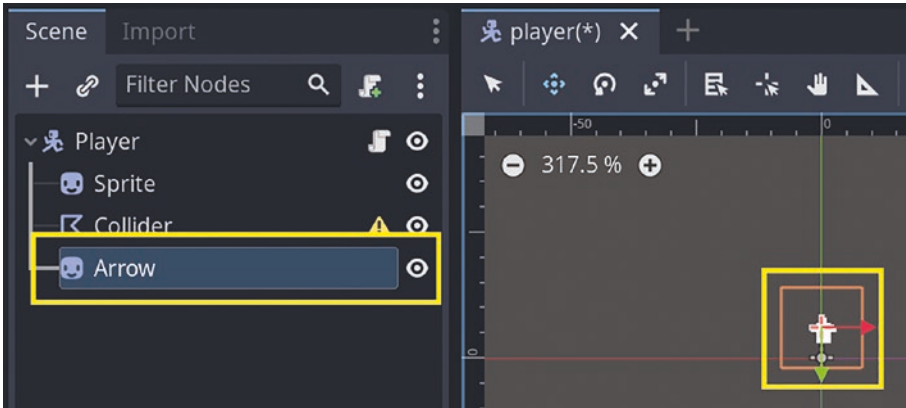 Scene Import
player(*)
Filter Nodes
-50
0
317.5 %
Player
Sprite
Collider
Arrow
0